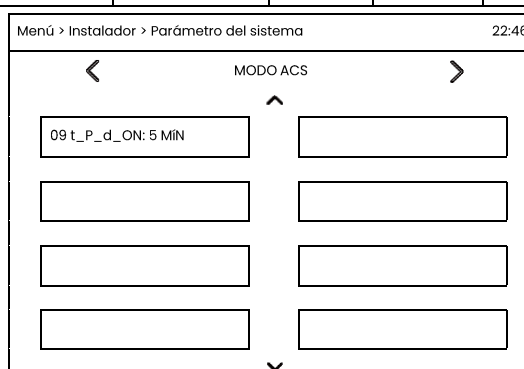 Menú > Instalador > Parámetro del sistema 22:46
MODO ACS
09 t_P_d_ON: 5 MíN